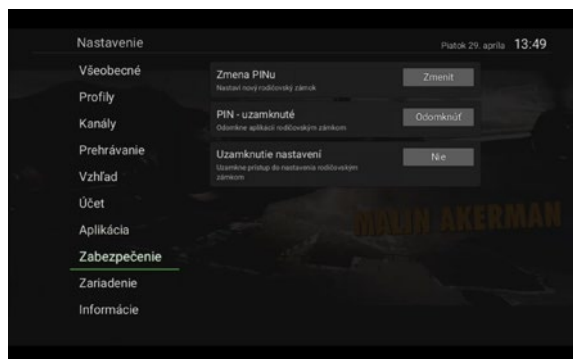 Nastavenie
Piatok 29. apríla 13:49
Všeobecné
Profily
Kanály
Prehrávanie
Vzhľad
Účet
Aplikácia
Zabezpečenie
Zariadenie
Informácie
Zmena PINu
Nastaví nový rodičovský zámok
Zmeniť
PIN - uzamknuté
Odomkne aplikácii rodičovským zámkom
Odomknúť
Uzamknutie nastavení
Uzamkne prístup do nastavenia rodičovským
zámkom
Nie
MALIN AKERMAN